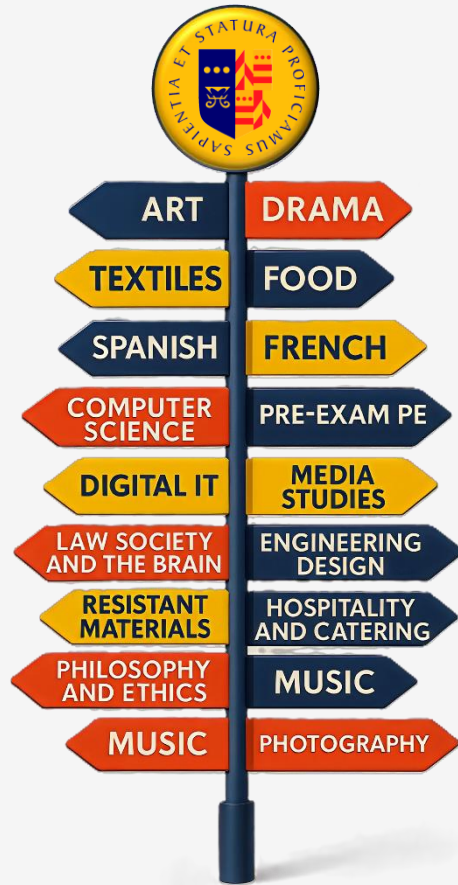 SAPIENTIA ET STATURA PROFICIAMUS
ART
DRAMA
TEXTILES
FOOD
SPANISH
FRENCH
COMPUTER
SCIENCE
PRE-EXAM PE
DIGITAL IT
MEDIA
STUDIES
LAW SOCIETY
AND THE BRAIN
ENGINEERING
DESIGN
RESISTANT
MATERIALS
HOSPITALITY
AND CATERING
PHILOSOPHY
AND ETHICS
MUSIC
MUSIC
PHOTOGRAPHY